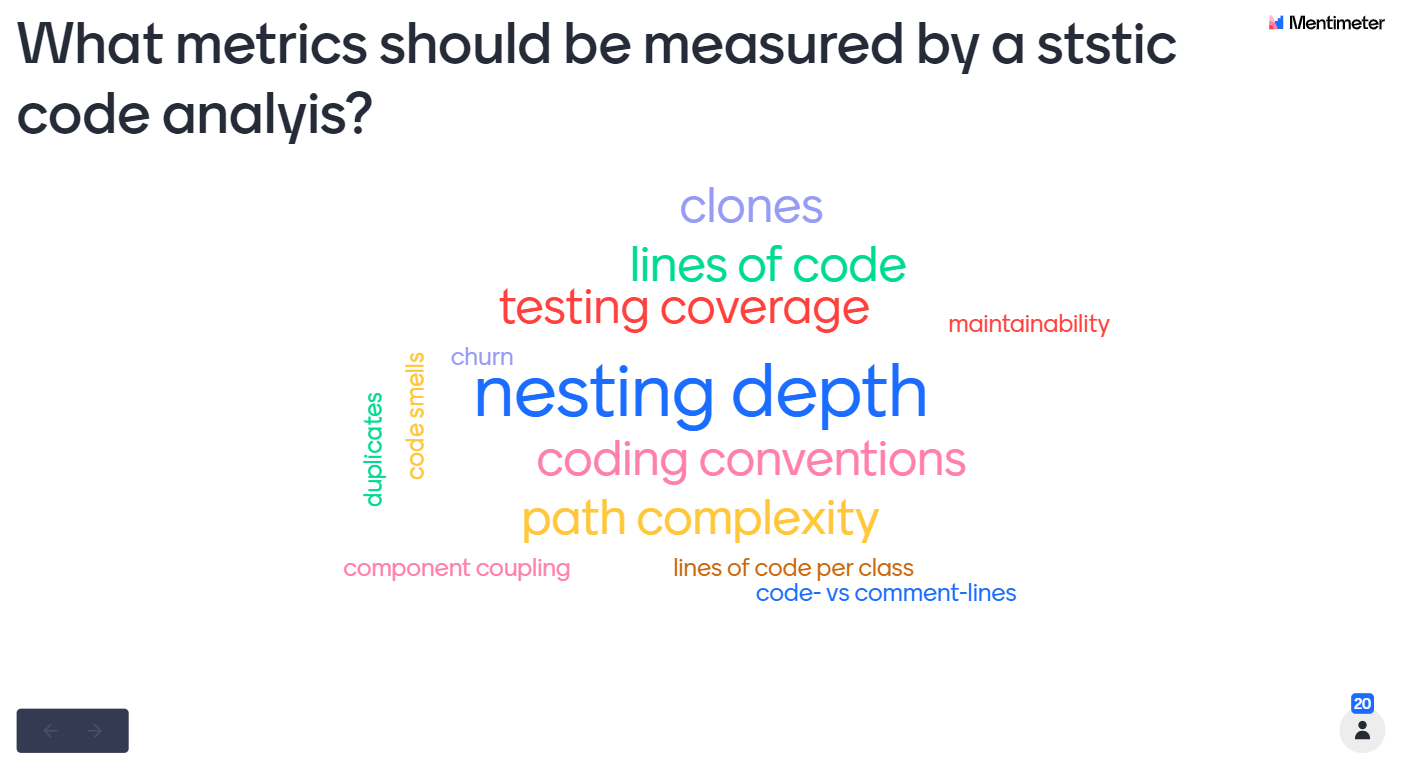 What metrics should be measured by a ststic
code analyis?
Mentimeter
clones
lines of code
testing coverage
maintainability
churn
code smells
nesting depth
duplicates
coding conventions
path complexity
component coupling
lines of code per class
code- vs comment-lines
20